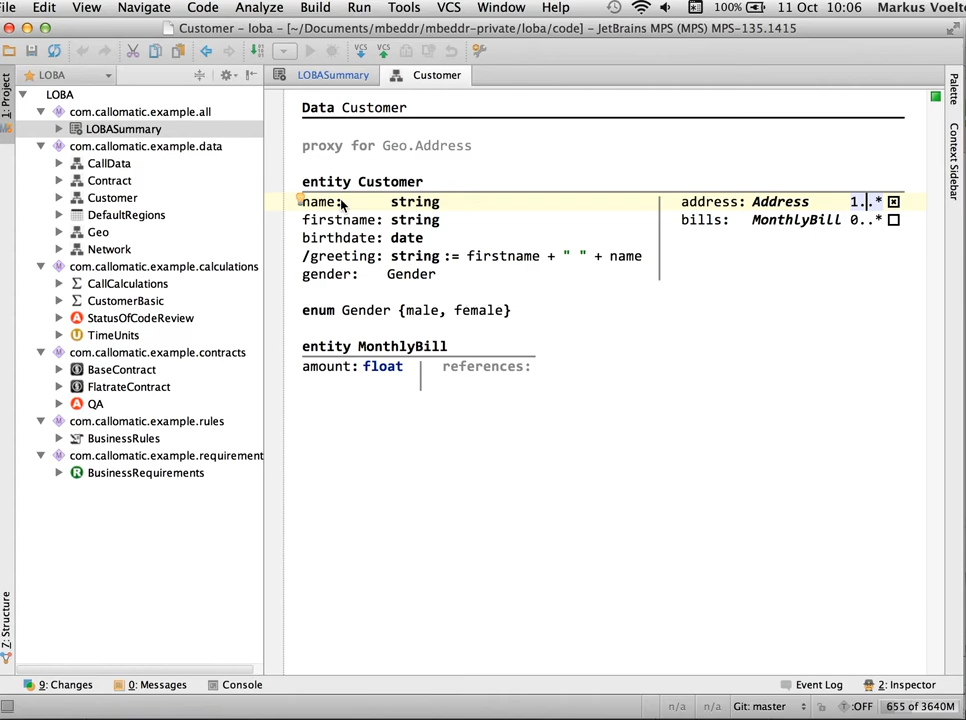 File Edit View Navigate Code Analyze Build Run Tools VCS Window Help 100% 11 Oct 10:06 Markus Voelte
Customer - loba - [~/Documents/mbeddr/mbeddr-private/loba/code] - JetBrains MPS (MPS) MPS-135.1415
VCS VCS
LOBA LOBASummary Customer
1: Project
Palette
Context Sidebar
Z: Structure
LOBA
com.callomatic.example.all
LOBASummary
com.callomatic.example.data
CallData
Contract
Customer
DefaultRegions
Geo
Network
com.callomatic.example.calculations
CallCalculations
CustomerBasic
StatusOfCodeReview
TimeUnits
com.callomatic.example.contracts
BaseContract
FlatrateContract
QA
com.callomatic.example.rules
BusinessRules
com.callomatic.example.requirement
BusinessRequirements
Data Customer
proxy for Geo.Address
entity Customer
name: string address: Address 1..*
firstname: string bills: MonthlyBill 0..*
birthdate: date
/greeting: string := firstname + " " + name
gender: Gender
enum Gender {male, female}
entity MonthlyBill
amount: float references:
9: Changes 0: Messages Console Event Log 2: Inspector
n/a n/a Git: master T:OFF 655 of 3640M